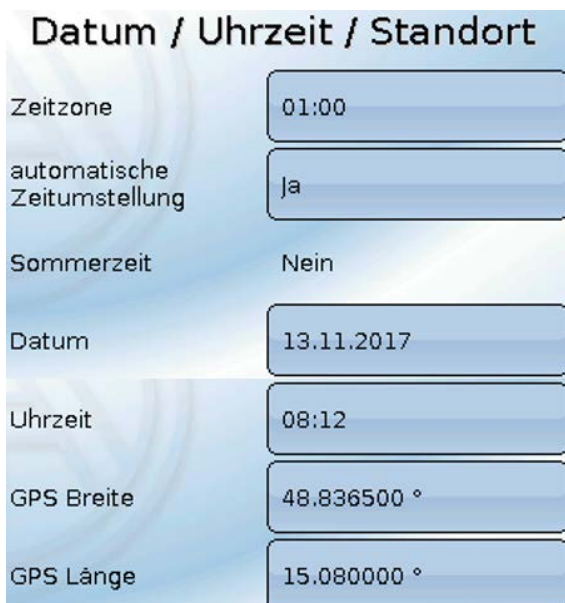 Datum / Uhrzeit / Standort
Zeitzone 01:00
automatische
Zeitumstellung Ja
Sommerzeit Nein
Datum 13.11.2017
Uhrzeit 08:12
GPS Breite 48.836500 °
GPS Länge 15.080000 °